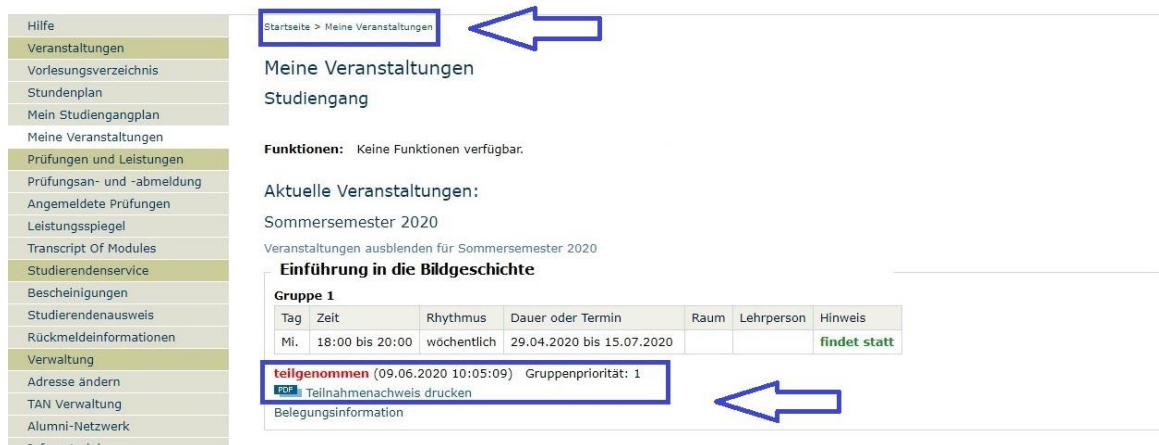 Hilfe
Veranstaltungen
Vorlesungsverzeichnis
Stundenplan
Mein Studiengangplan
Meine Veranstaltungen
Prüfungen und Leistungen
Prüfungsan- und -abmeldung
Angemeldete Prüfungen
Leistungsspiegel
Transcript Of Modules
Studierendenservice
Bescheinigungen
Studierendenausweis
Rückmeldeinformationen
Verwaltung
Adresse ändern
TAN Verwaltung
Alumni-Netzwerk
Startseite > Meine Veranstaltungen
Meine Veranstaltungen
Studiengang
Funktionen: Keine Funktionen verfügbar.
Aktuelle Veranstaltungen:
Sommersemester 2020
Veranstaltungen ausblenden für Sommersemester 2020
Einführung in die Bildgeschichte
Gruppe 1
Tag Zeit Rhythmus Dauer oder Termin Raum Lehrperson Hinweis
Mi. 18:00 bis 20:00 wöchentlich 29.04.2020 bis 15.07.2020 findet statt
teilgenommen (09.06.2020 10:05:09) Gruppenpriorität: 1
PDF Teilnahmenachweis drucken
Belegungsinformation